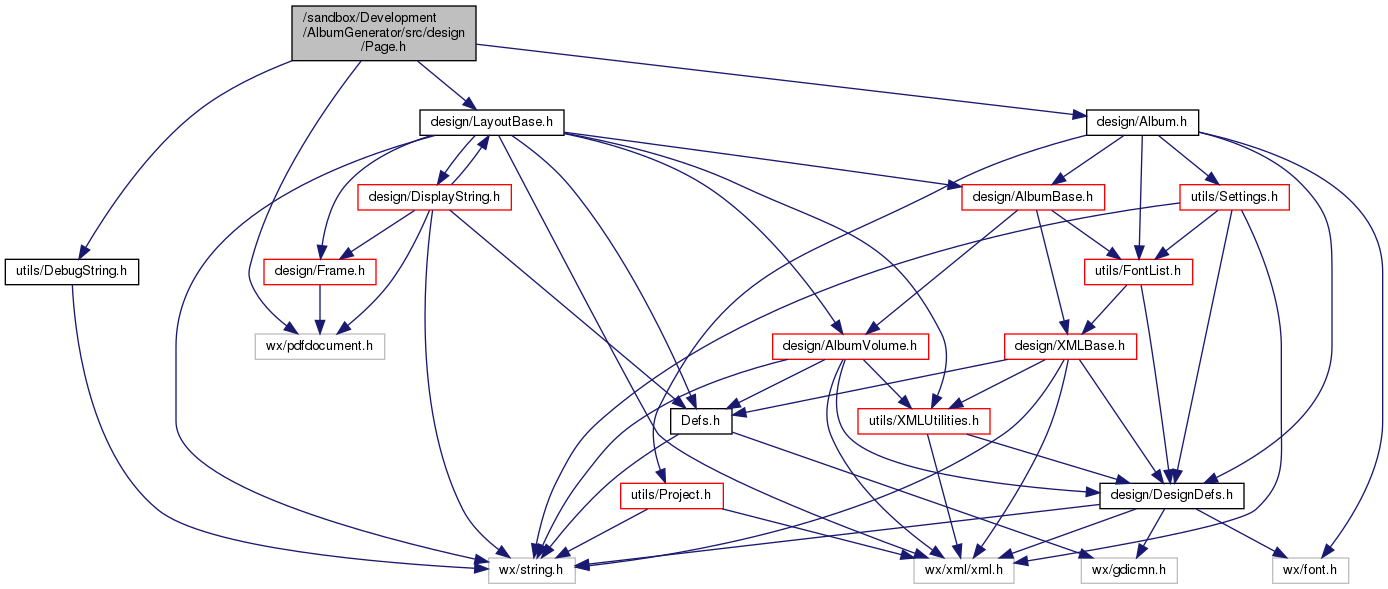 /sandbox/Development
/AlbumGenerator/src/design
/Page.h
design/LayoutBase.h
design/Album.h
design/DisplayString.h
design/AlbumBase.h
utils/Settings.h
utils/DebugString.h
design/Frame.h
utils/FontList.h
wx/pdfdocument.h
design/AlbumVolume.h
design/XMLBase.h
Defs.h
utils/XMLUtilities.h
utils/Project.h
design/DesignDefs.h
wx/string.h
wx/xml/xml.h
wx/gdicmn.h
wx/font.h